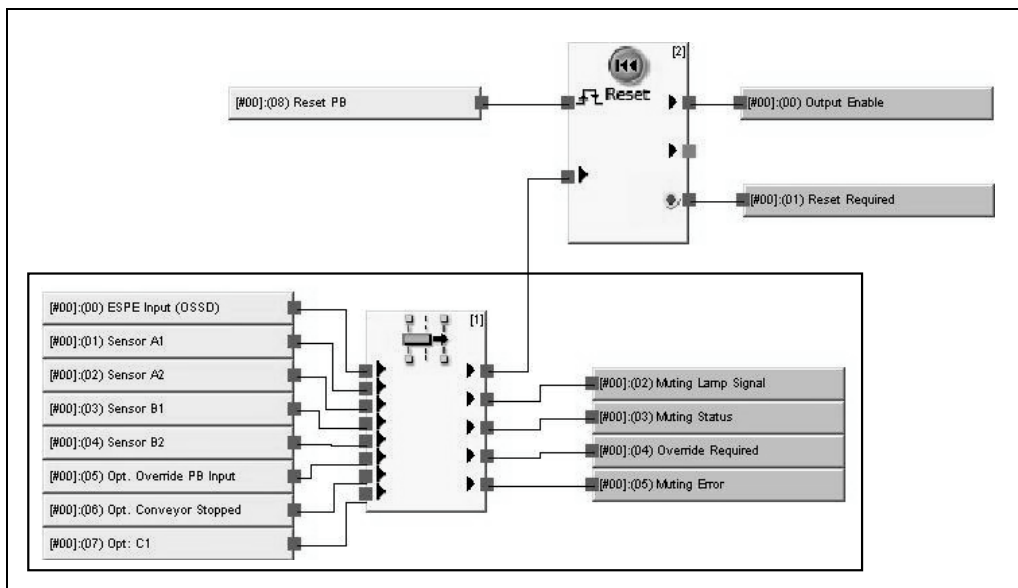 [2]
[#00]:(08) Reset PB
Reset
[#00]:(00) Output Enable
[#00]:(01) Reset Required
[#00]:(00) ESPE Input (OSSD)
[#00]:(01) Sensor A1
[#00]:(02) Sensor A2
[#00]:(03) Sensor B1
[#00]:(04) Sensor B2
[#00]:(05) Opt. Override PB Input
[#00]:(06) Opt. Conveyor Stopped
[#00]:(07) Opt: C1
[1]
[#00]:(02) Muting Lamp Signal
[#00]:(03) Muting Status
[#00]:(04) Override Required
[#00]:(05) Muting Error